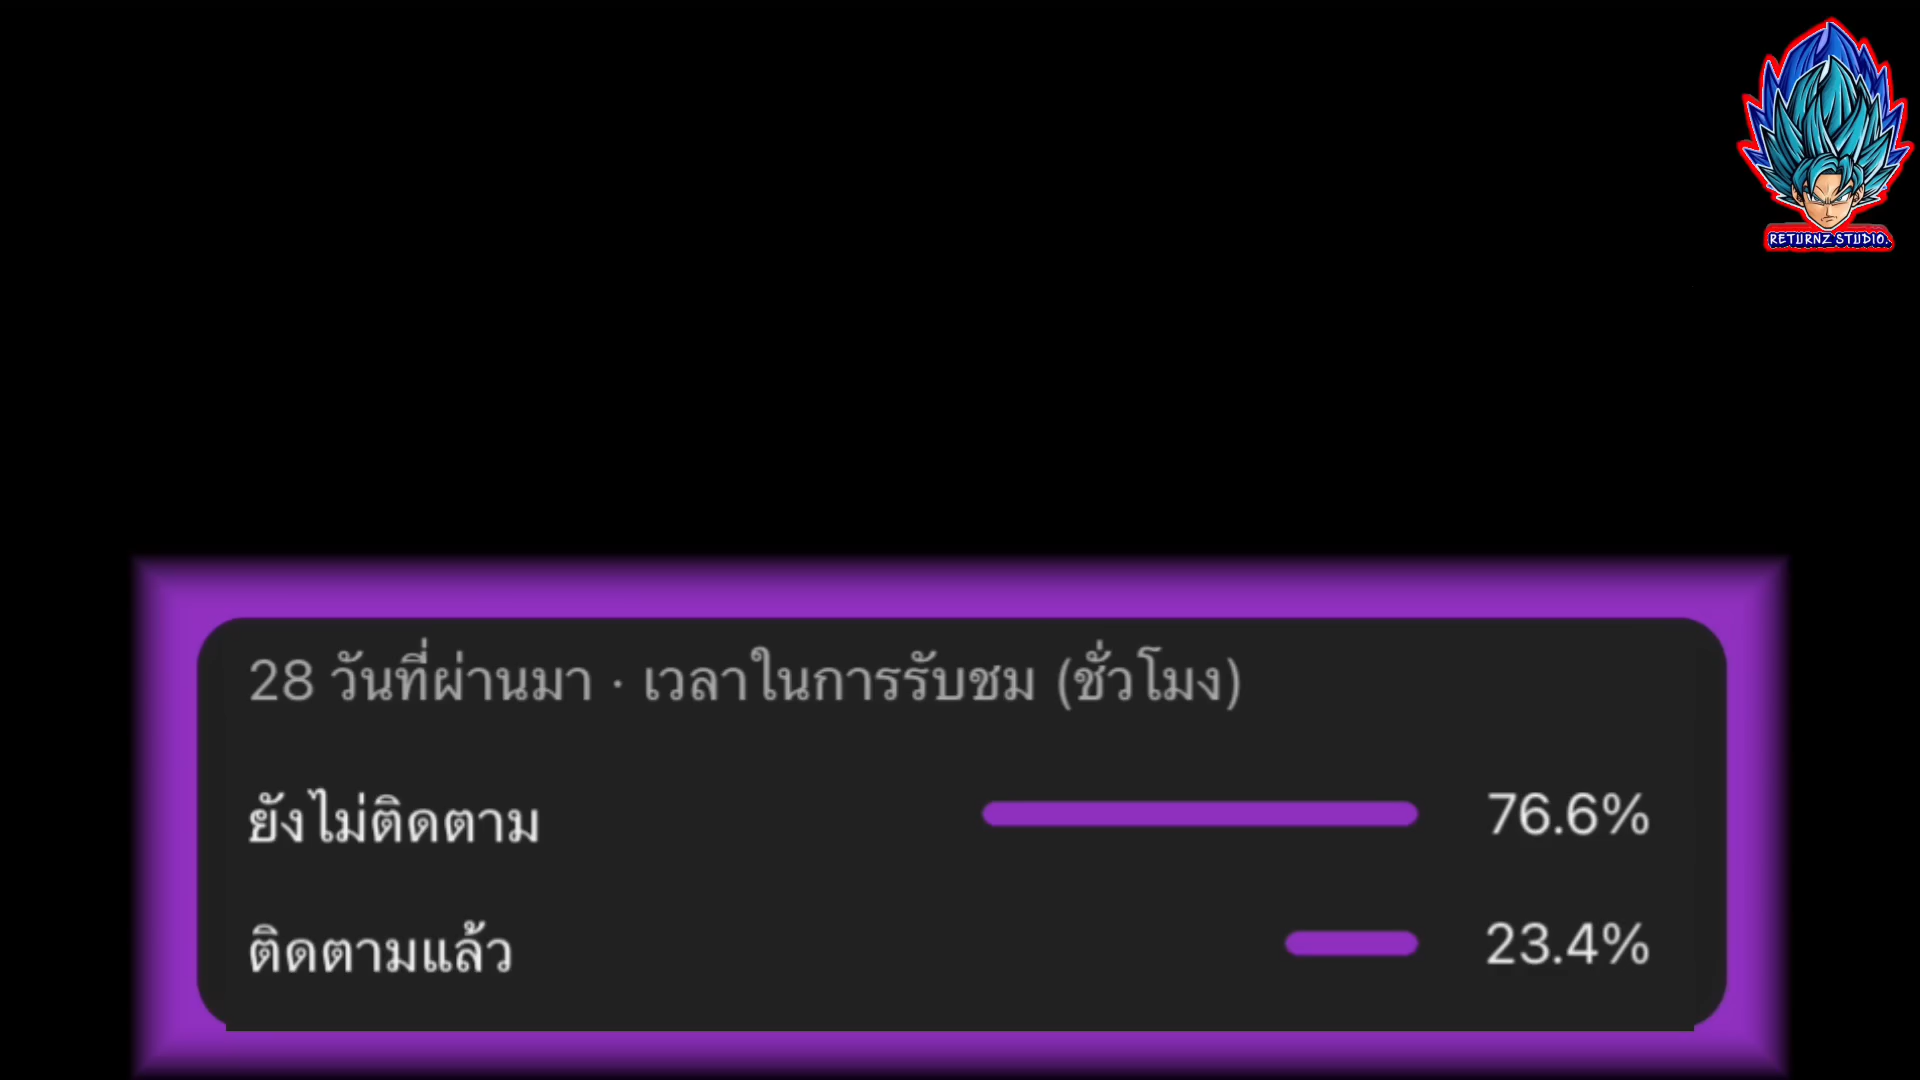 RETURNZ STUDIO.
28 วันที่ผ่านมา · เวลาในการรับชม (ชั่วโมง)
ยังไม่ติดตาม 76.6%
ติดตามแล้ว 23.4%